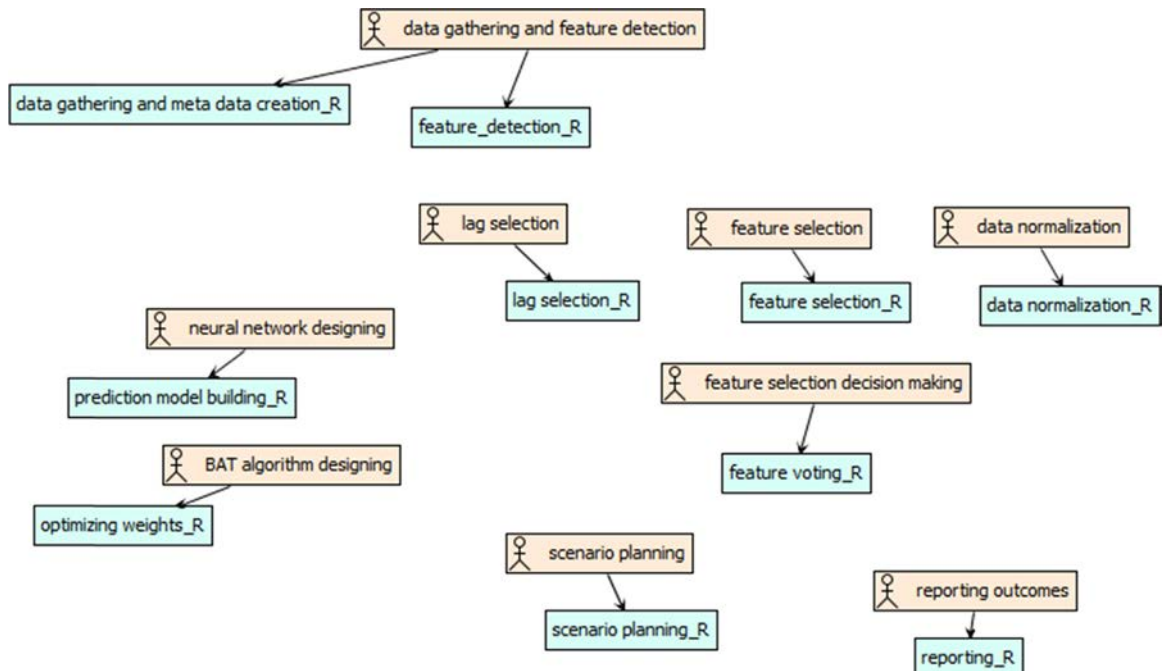 data gathering and feature detection
data gathering and meta data creation_R
feature_detection_R
lag selection
feature selection
data normalization
lag selection_R
feature selection_R
data normalization_R
neural network designing
prediction model building_R
feature selection decision making
BAT algorithm designing
feature voting_R
optimizing weights_R
scenario planning
reporting outcomes
scenario planning_R
reporting_R